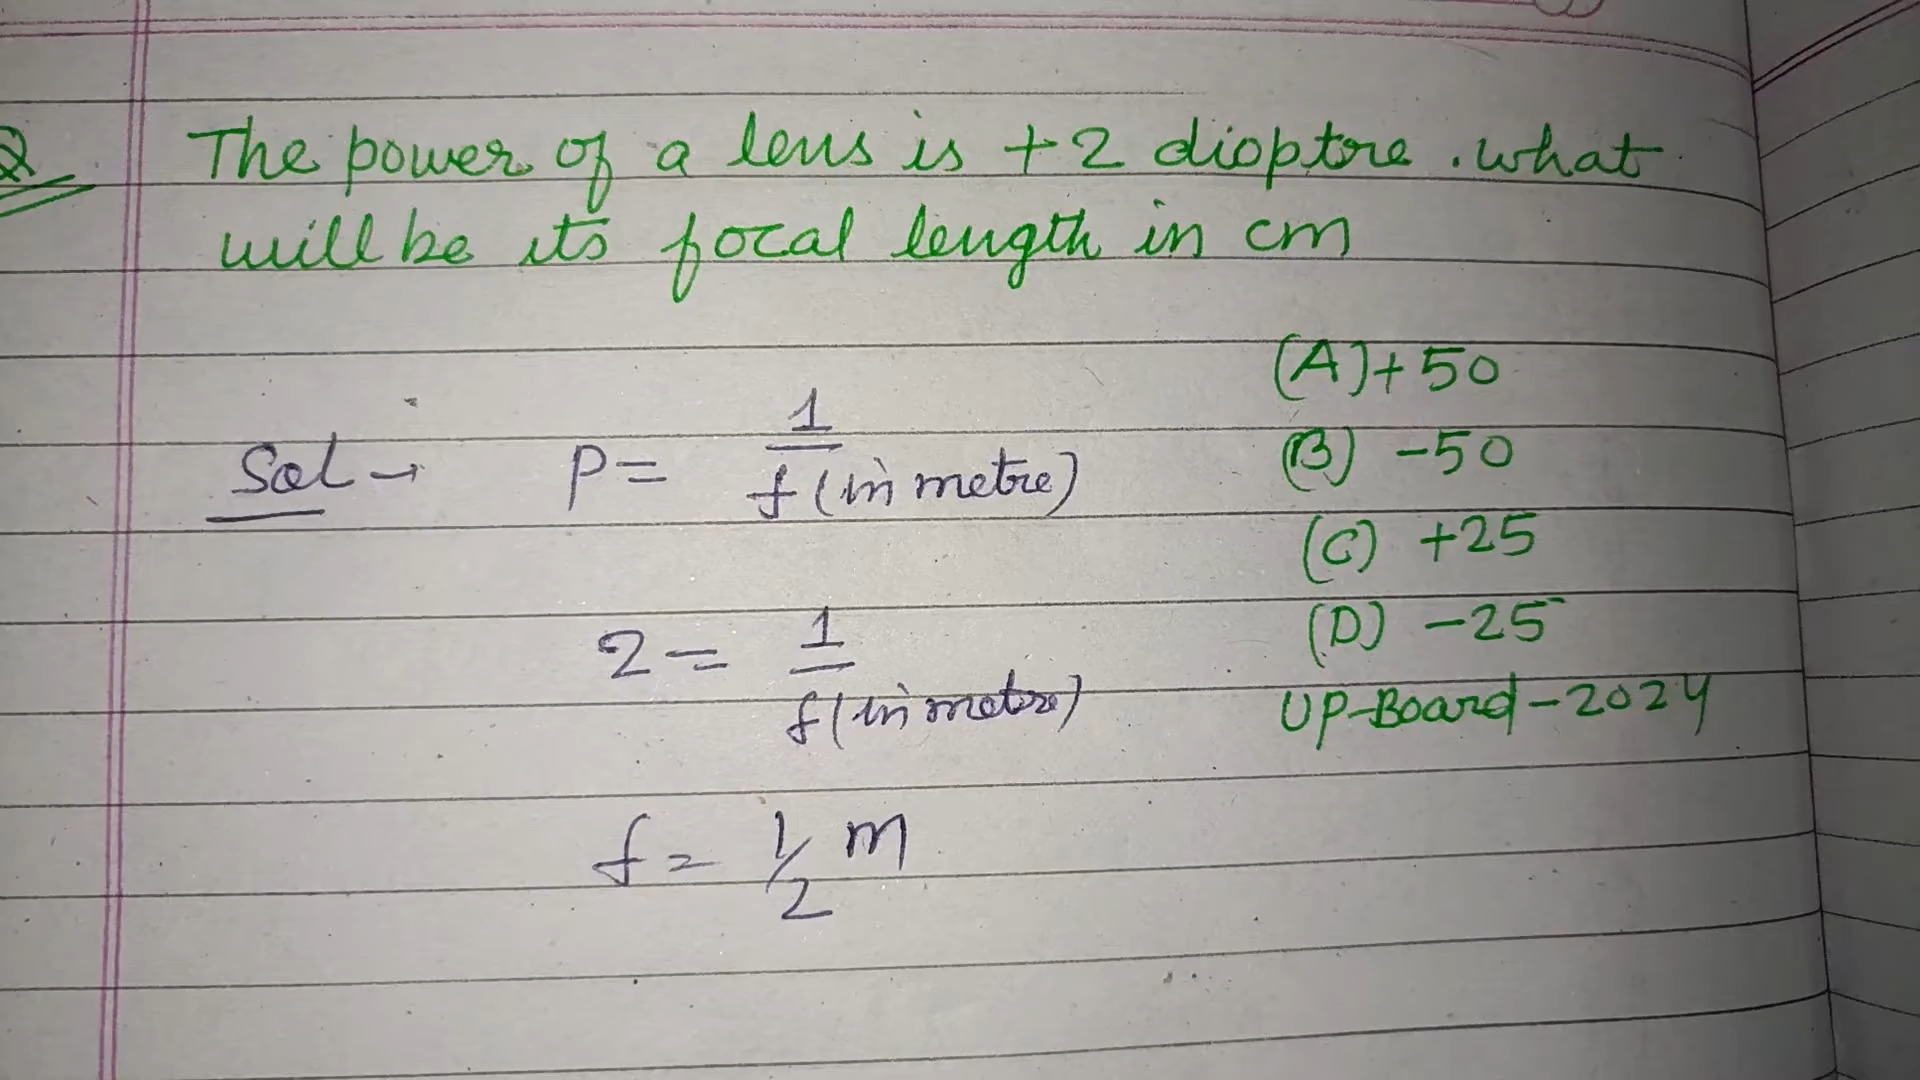 Q. The power of a lens is +2 dioptre. what
will be its focal length in cm
(A) +50
Sol → P = 1/f (in metre)
(B) -50
(C) +25
2 = 1/f (in metre)
(D) -25
UP-Board-2024
f = 1/2 m